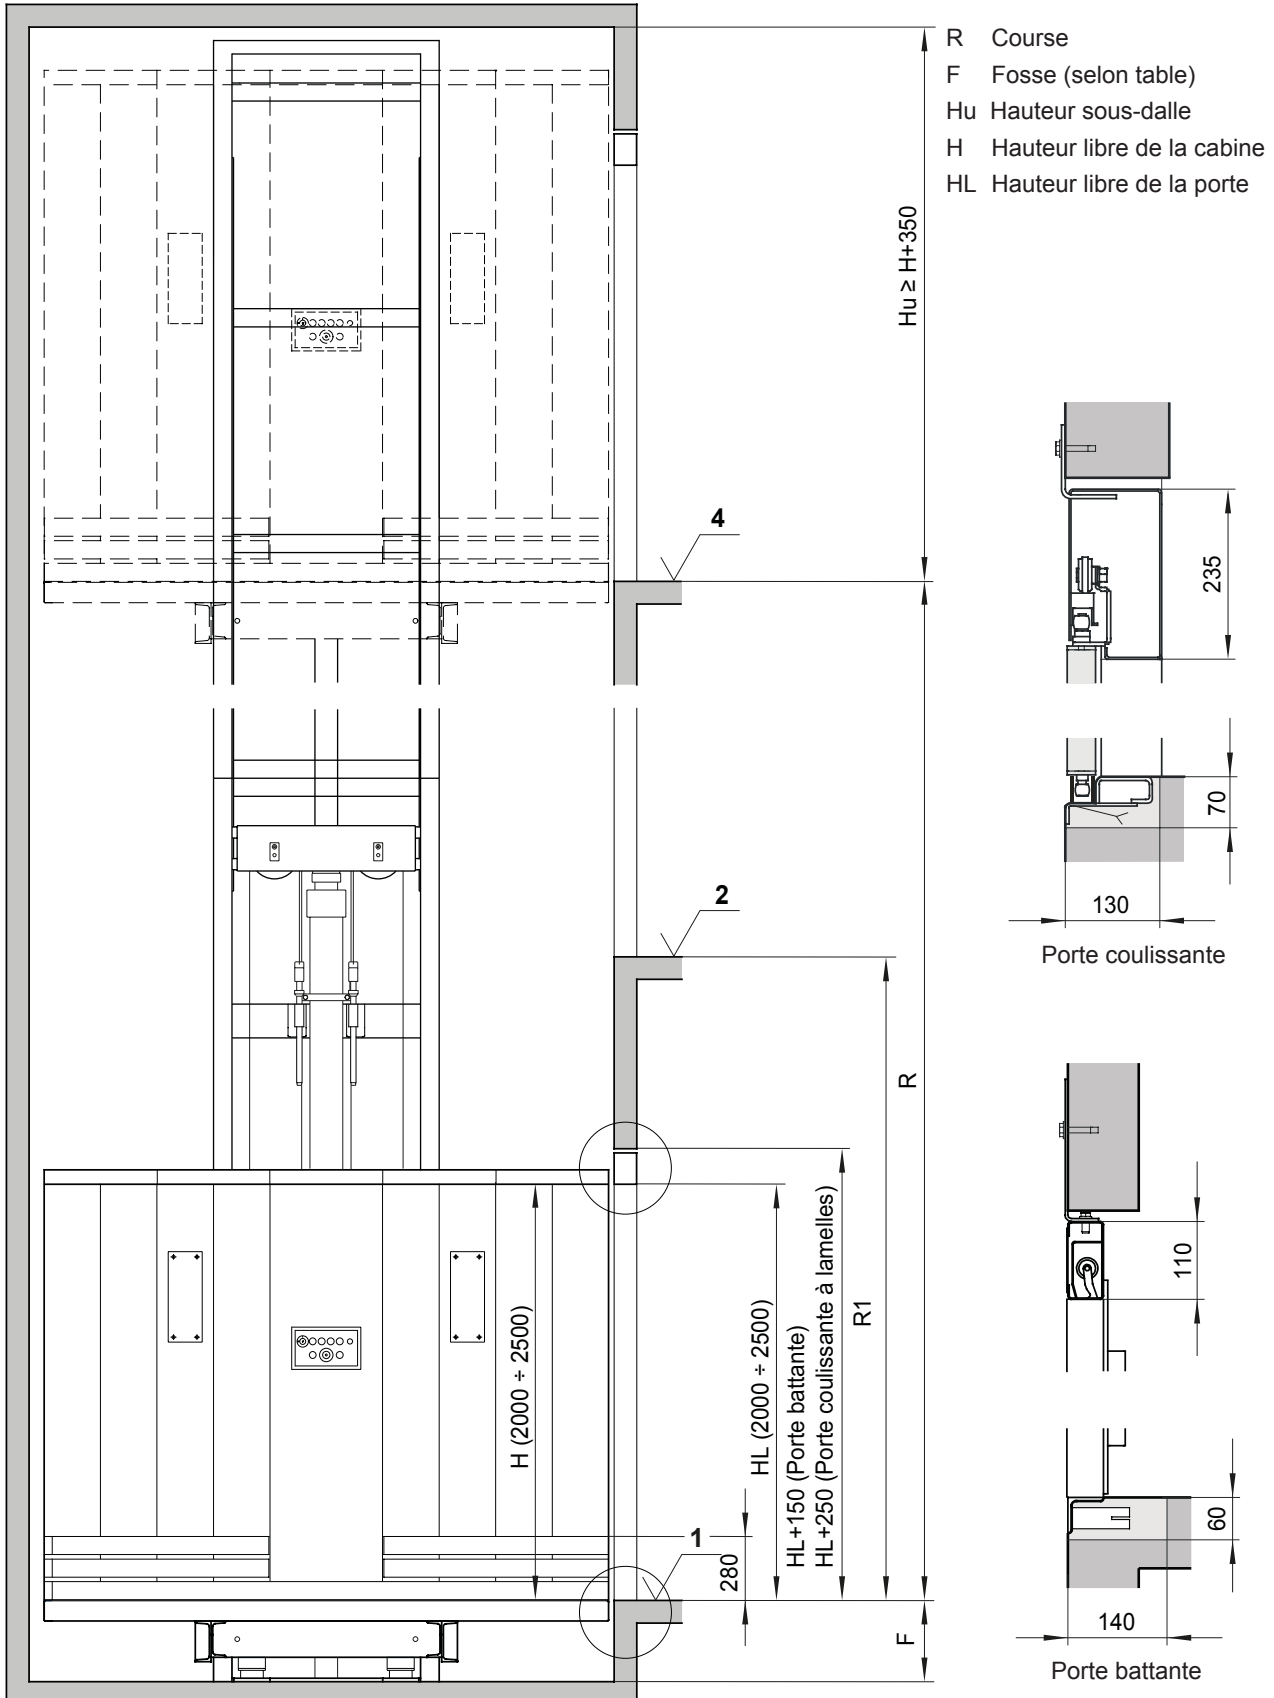 R Course
F Fosse (selon table)
Hu Hauteur sous-dalle
H Hauteur libre de la cabine
HL Hauteur libre de la porte
Hu ≥ H+350
4
235
70
130
Porte coulissante
2
R
R1
HL+150 (Porte battante)
HL+250 (Porte coulissante à lamelles)
HL (2000 ÷ 2500)
H (2000 ÷ 2500)
280
1
F
110
60
140
Porte battante